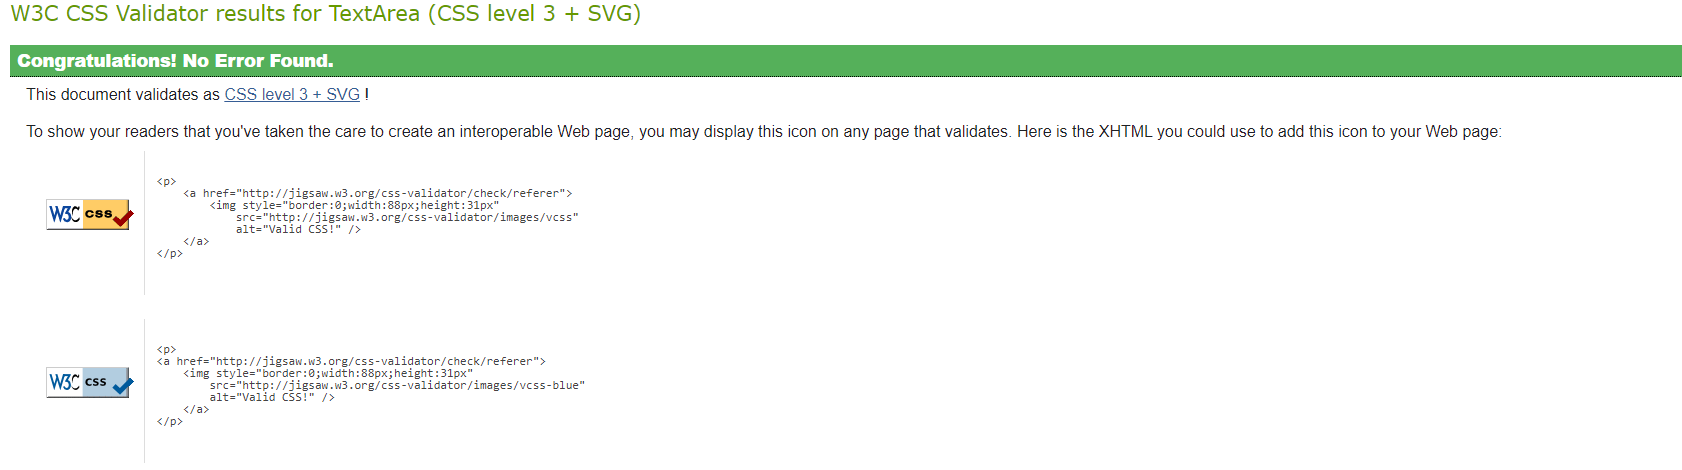 W3C CSS Validator results for TextArea (CSS level 3 + SVG)
Congratulations! No Error Found.
This document validates as CSS level 3 + SVG !
To show your readers that you've taken the care to create an interoperable Web page, you may display this icon on any page that validates. Here is the XHTML you could use to add this icon to your Web page:
W3C css
<p>
    <a href="http://jigsaw.w3.org/css-validator/check/referer">
        <img style="border:0;width:88px;height:31px"
            src="http://jigsaw.w3.org/css-validator/images/vcss"
            alt="Valid CSS!" />
    </a>
</p>
W3C css
<p>
<a href="http://jigsaw.w3.org/css-validator/check/referer">
    <img style="border:0;width:88px;height:31px"
        src="http://jigsaw.w3.org/css-validator/images/vcss-blue"
        alt="Valid CSS!" />
    </a>
</p>